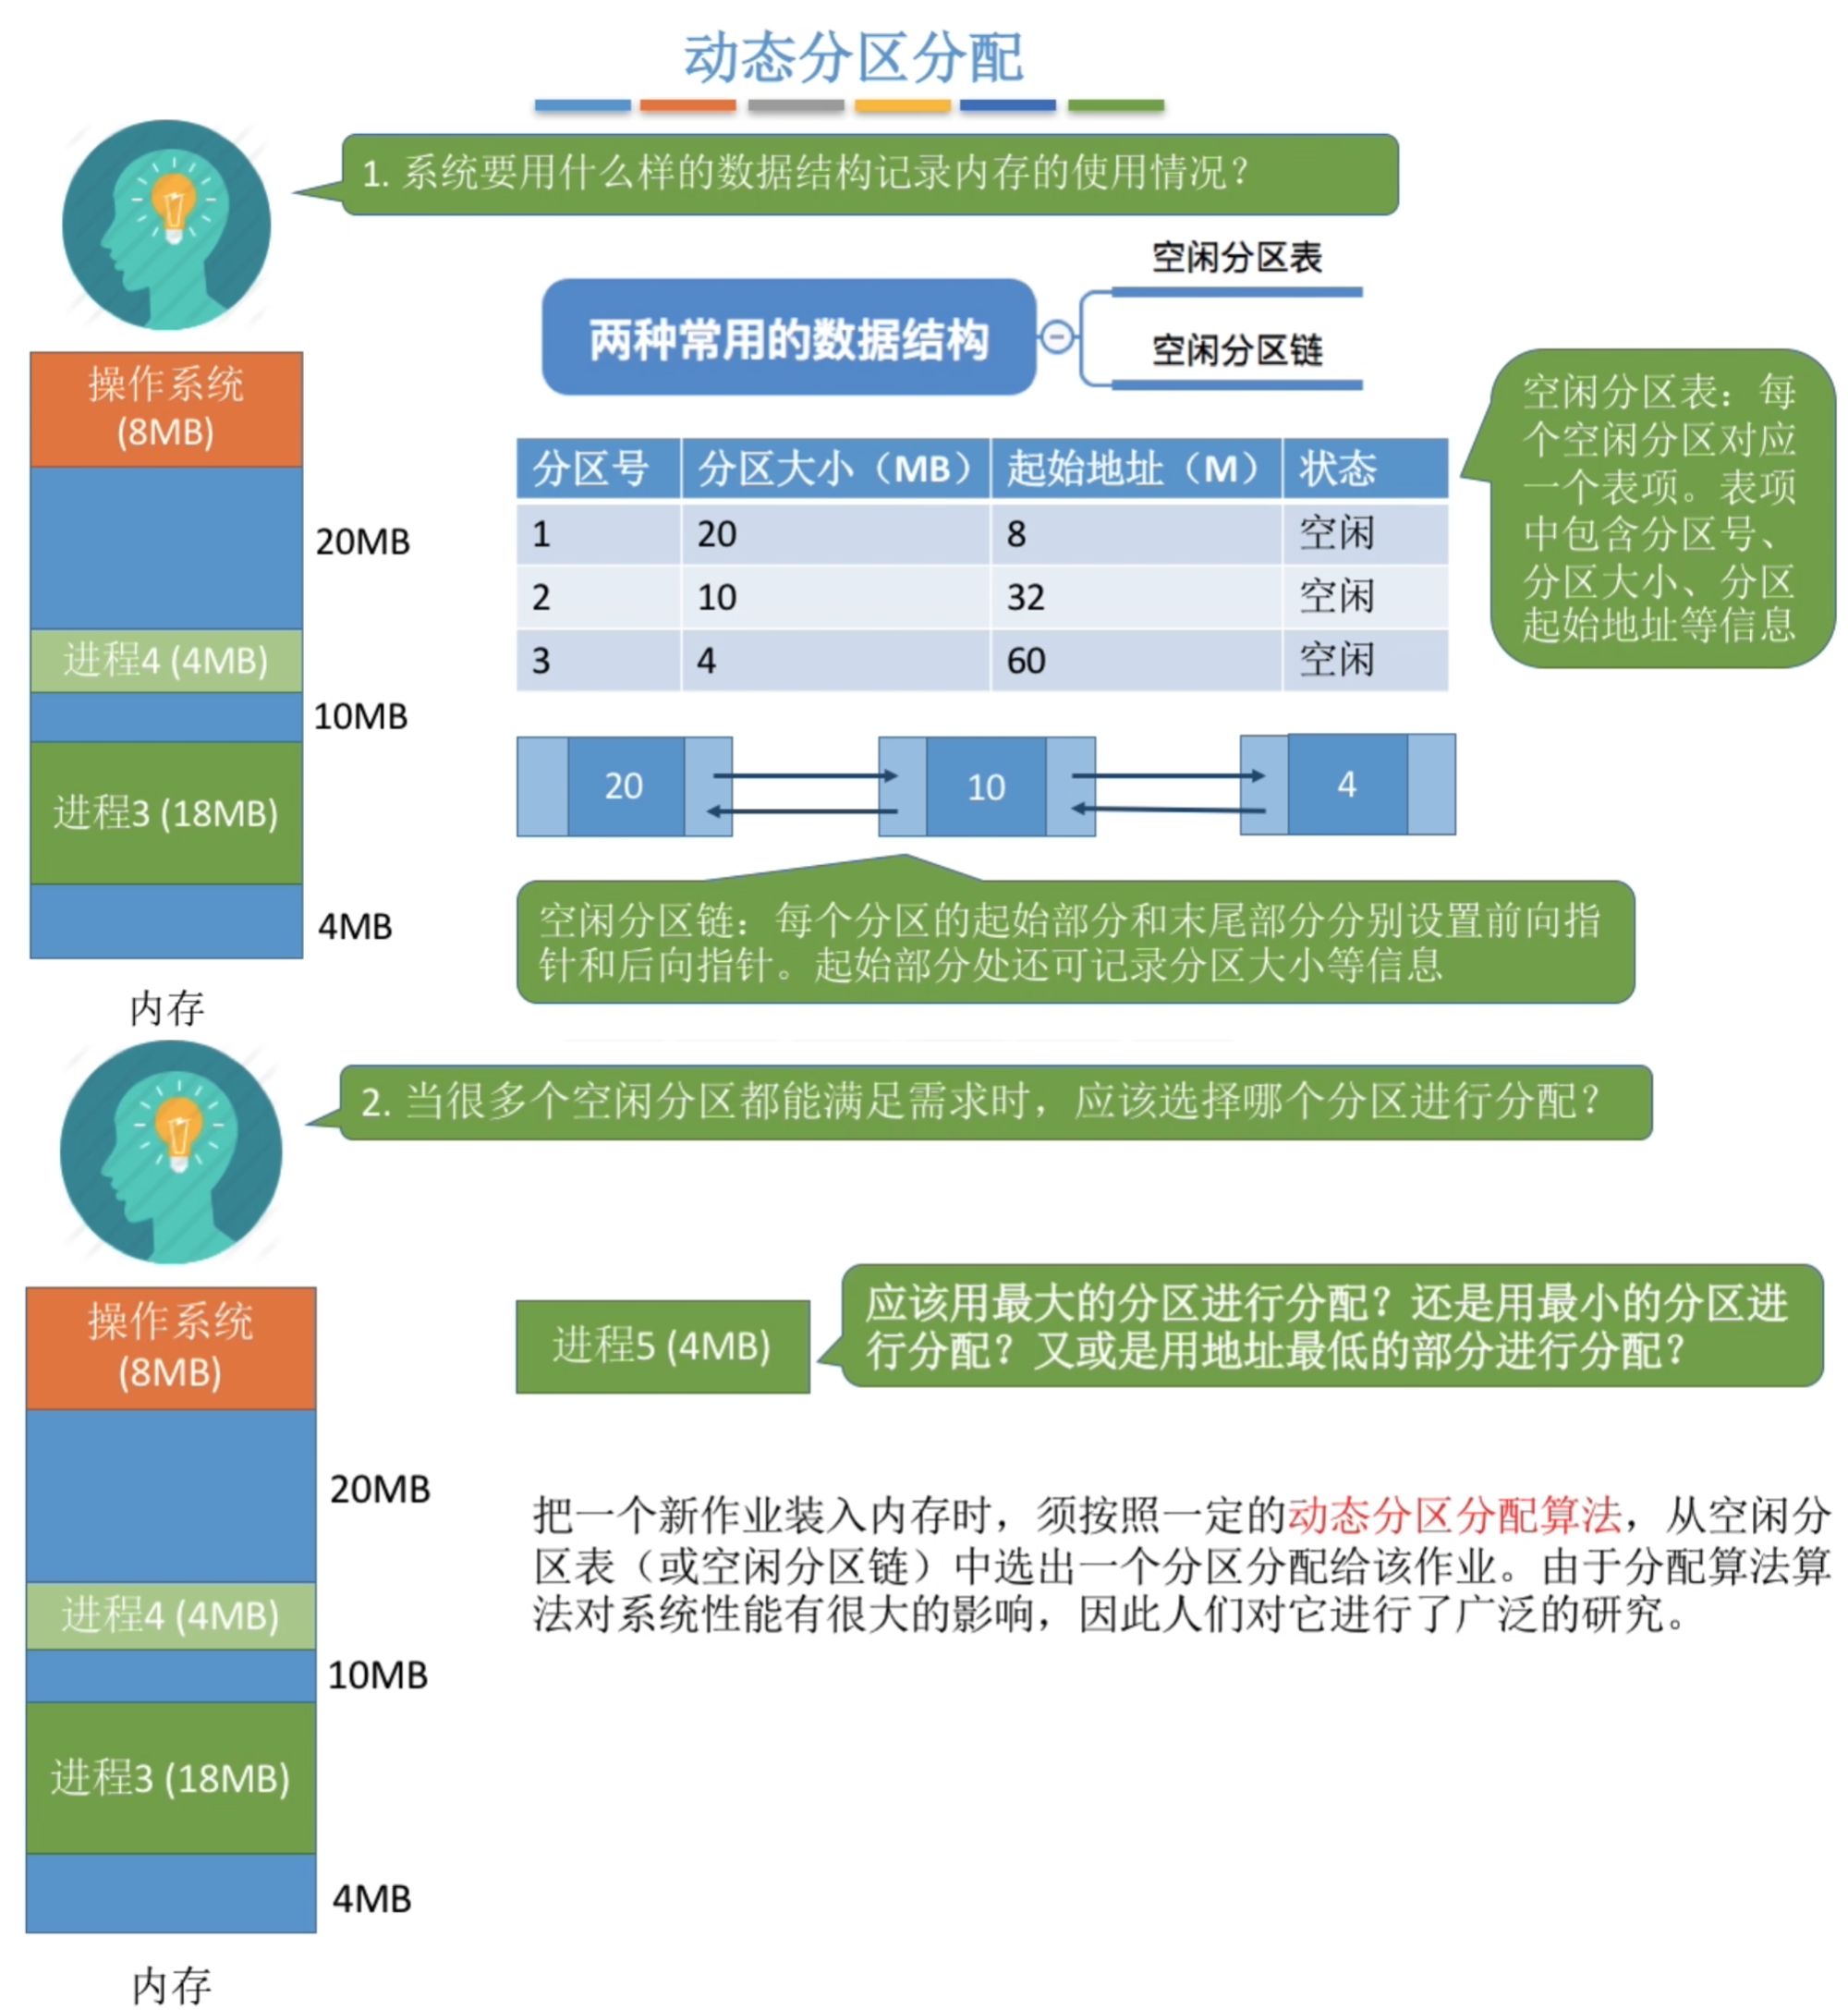 动态分区分配
1. 系统要用什么样的数据结构记录内存的使用情况？
两种常用的数据结构
空闲分区表
空闲分区链
操作系统
(8MB)
20MB
进程4 (4MB)
10MB
进程3 (18MB)
4MB
内存
分区号 分区大小（MB） 起始地址（M） 状态
1 20 8 空闲
2 10 32 空闲
3 4 60 空闲
空闲分区表：每
个空闲分区对应
一个表项。表项
中包含分区号、
分区大小、分区
起始地址等信息
20 10 4
空闲分区链：每个分区的起始部分和末尾部分分别设置前向指
针和后向指针。起始部分处还可记录分区大小等信息
2. 当很多个空闲分区都能满足需求时，应该选择哪个分区进行分配？
操作系统
(8MB)
20MB
进程4 (4MB)
10MB
进程3 (18MB)
4MB
内存
进程5 (4MB)
应该用最大的分区进行分配？还是用最小的分区进
行分配？又或是用地址最低的部分进行分配？
把一个新作业装入内存时，须按照一定的动态分区分配算法，从空闲分
区表（或空闲分区链）中选出一个分区分配给该作业。由于分配算法算
法对系统性能有很大的影响，因此人们对它进行了广泛的研究。